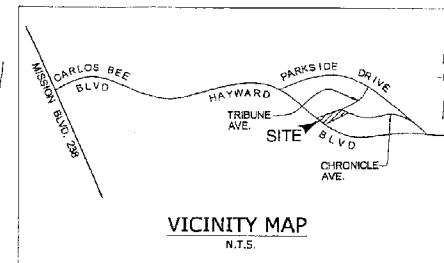 CARLOS BEE
BLVD
MISSION BLVD. 238
HAYWARD
BLVD
PARKSIDE DRIVE
TRIBUNE
AVE.
SITE
CHRONICLE
AVE.
VICINITY MAP
N.T.S.